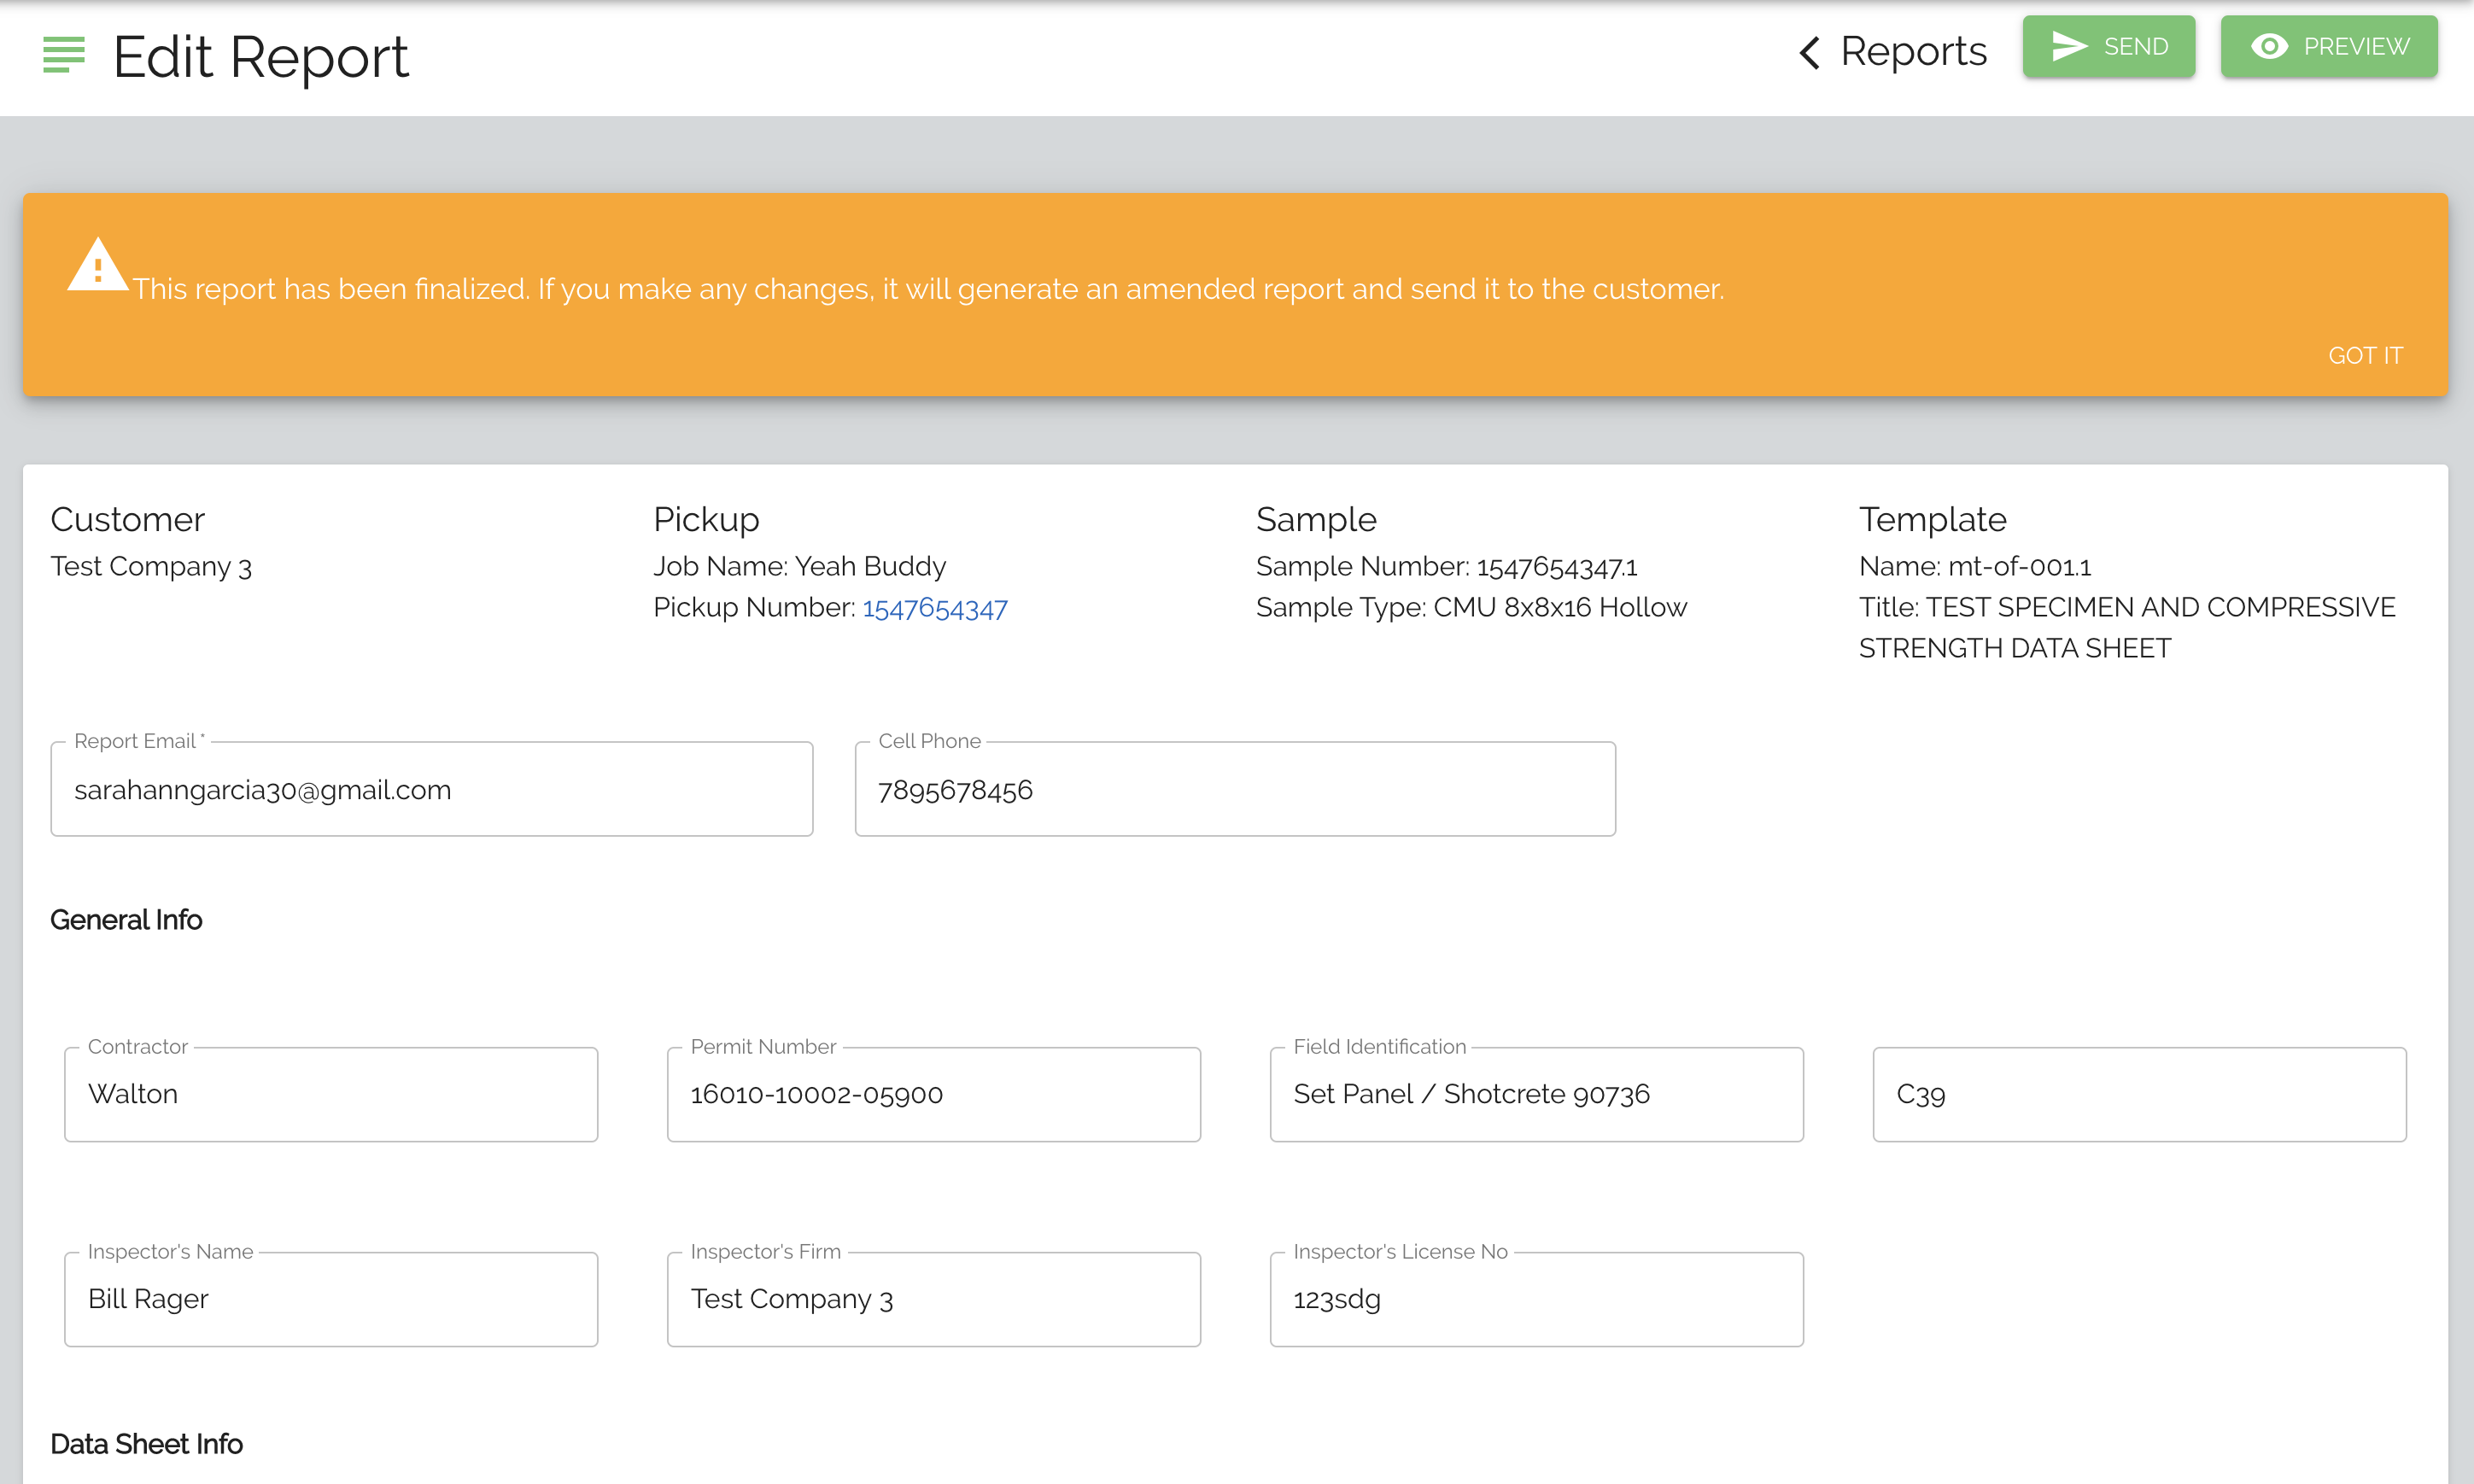 Edit Report
Reports
SEND
PREVIEW
This report has been finalized. If you make any changes, it will generate an amended report and send it to the customer.
GOT IT
Customer
Test Company 3
Pickup
Job Name: Yeah Buddy
Pickup Number: 1547654347
Sample
Sample Number: 1547654347.1
Sample Type: CMU 8x8x16 Hollow
Template
Name: mt-of-001.1
Title: TEST SPECIMEN AND COMPRESSIVE
STRENGTH DATA SHEET
Report Email *
sarahanngarcia30@gmail.com
Cell Phone
7895678456
General Info
Contractor
Walton
Permit Number
16010-10002-05900
Field Identification
Set Panel / Shotcrete 90736
C39
Inspector's Name
Bill Rager
Inspector's Firm
Test Company 3
Inspector's License No
123sdg
Data Sheet Info